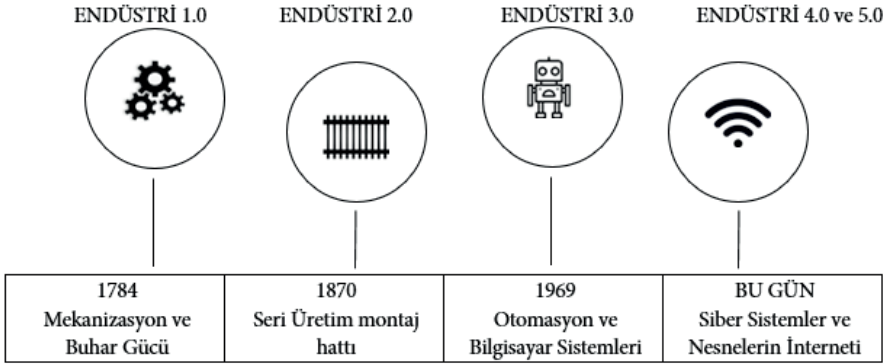 ENDÜSTRİ 1.0
ENDÜSTRİ 2.0
ENDÜSTRİ 3.0
ENDÜSTRİ 4.0 ve 5.0
1784
Mekanizasyon ve
Buhar Gücü
1870
Seri Üretim montaj
hattı
1969
Otomasyon ve
Bilgisayar Sistemleri
BU GÜN
Siber Sistemler ve
Nesnelerin İnterneti